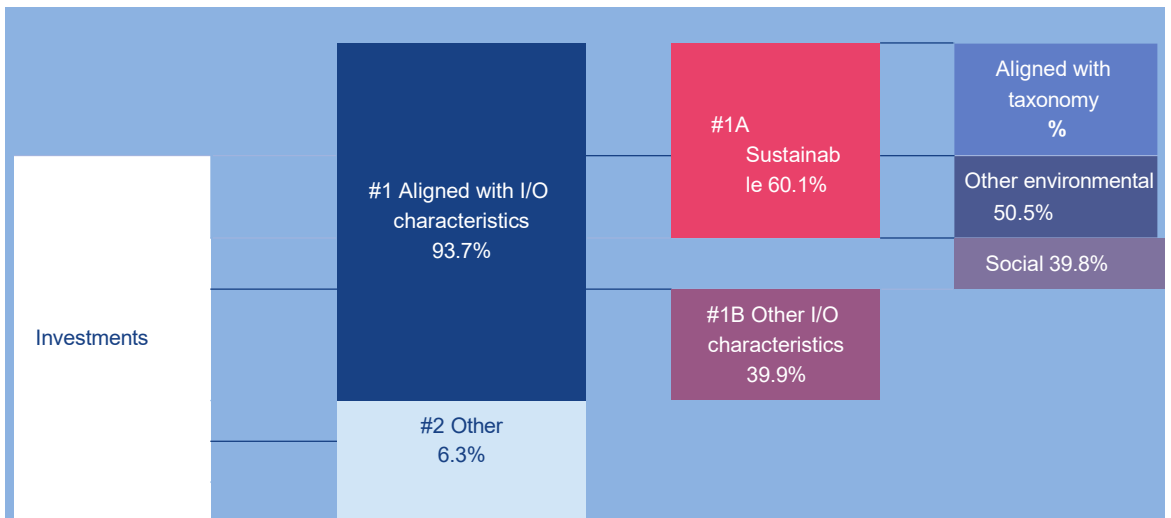 Investments
#1 Aligned with I/O
characteristics
93.7%
#2 Other
6.3%
#1A
Sustainab
le 60.1%
#1B Other I/O
characteristics
39.9%
Aligned with
taxonomy
%
Other environmental
50.5%
Social 39.8%